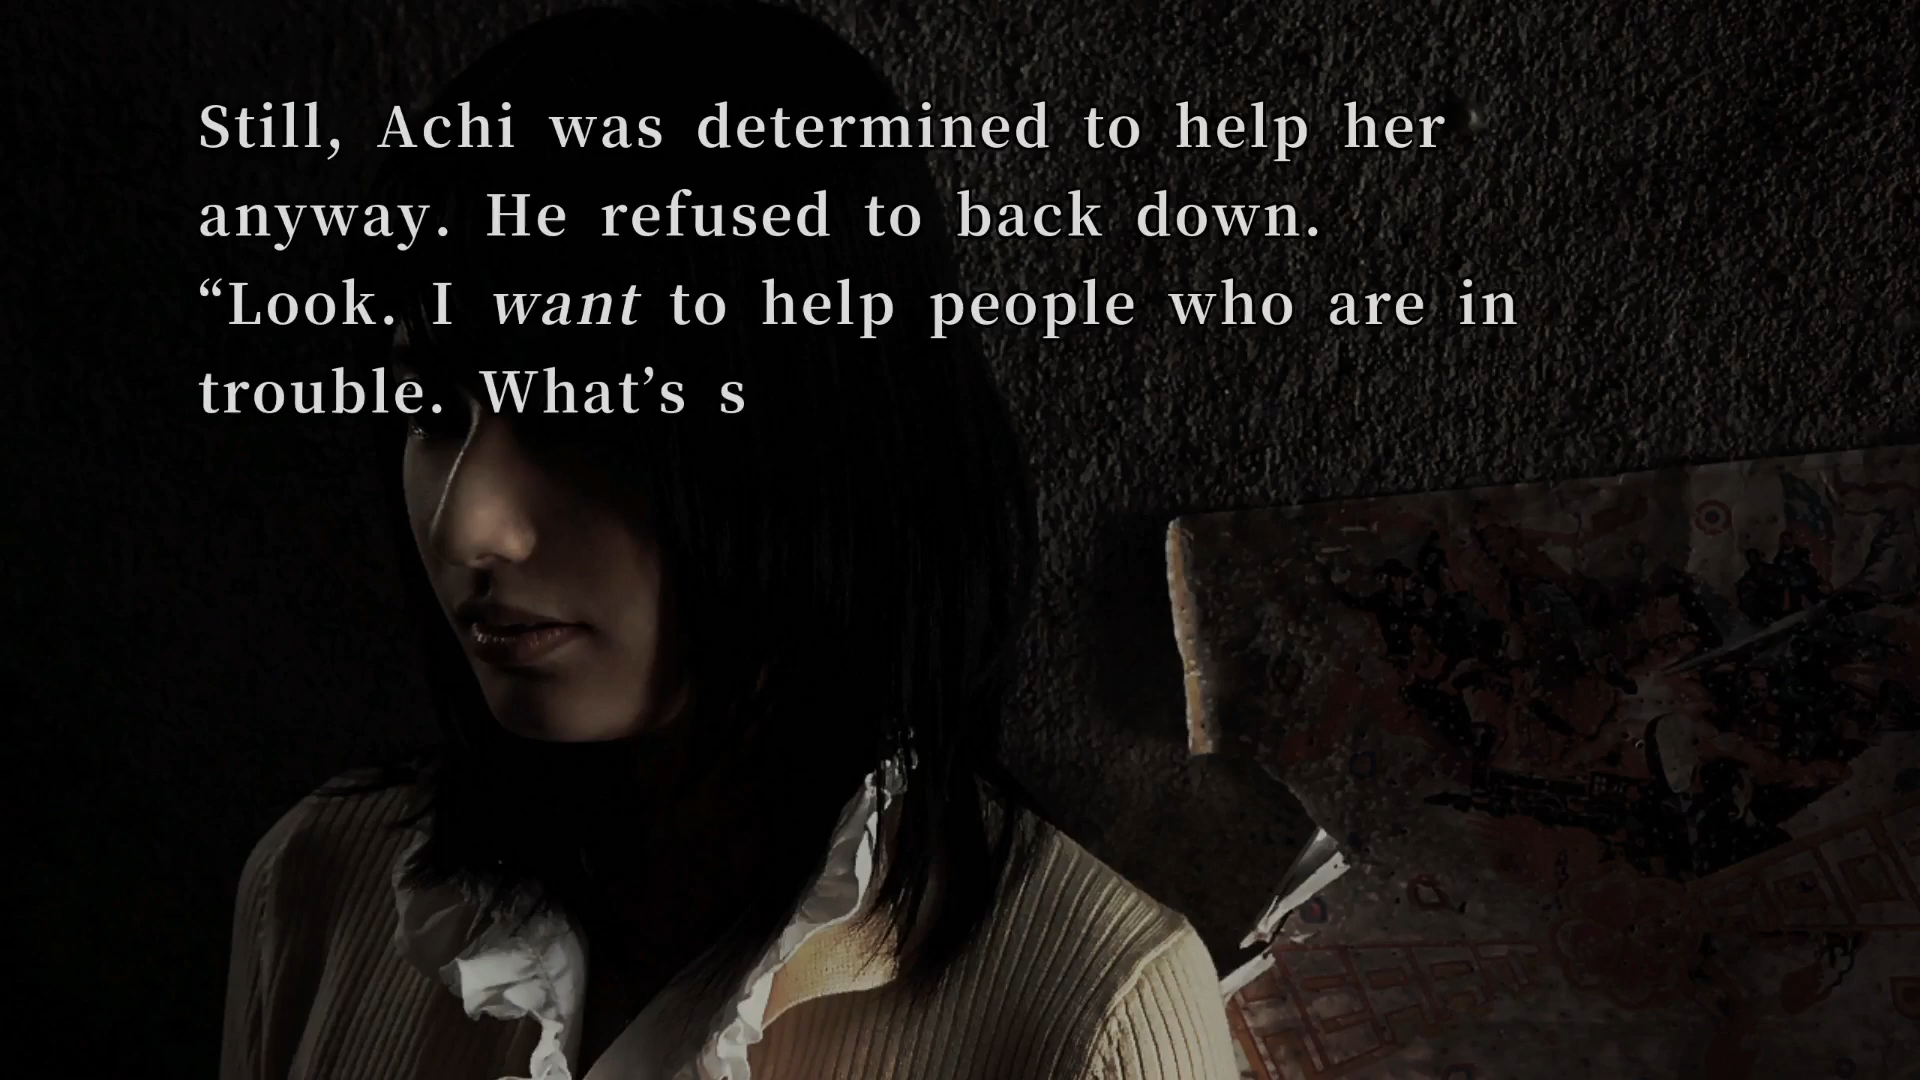 Still, Achi was determined to help her
anyway. He refused to back down.
“Look. I want to help people who are in
trouble. What’s s